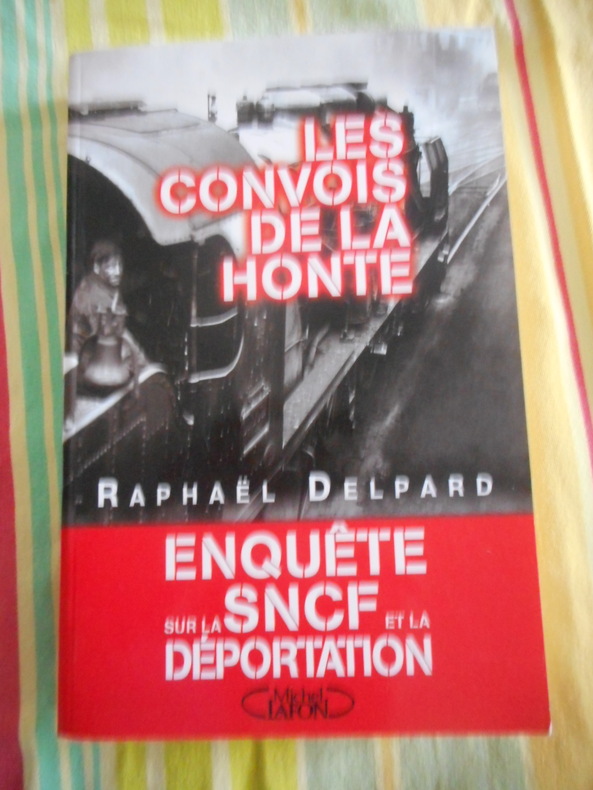 LES
CONVOIS
DE LA
HONTE
RAPHAËL DELPARD
ENQUÊTE
SUR LA SNCF ET LA
DÉPORTATION
Michel
LAFON